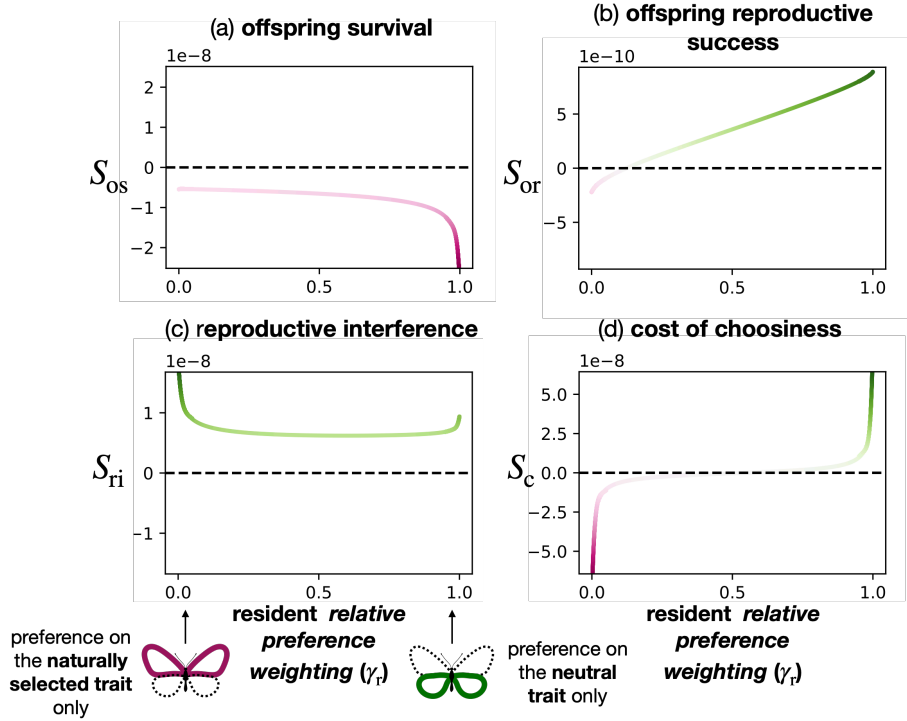 (a) offspring survival
1e−8
2
1
0
−1
−2
S_os
0.0 0.5 1.0
(b) offspring reproductive
success
1e−10
5
0
−5
S_or
0.0 0.5 1.0
(c) reproductive interference
1e−8
1
0
−1
S_ri
0.0 0.5 1.0
(d) cost of choosiness
1e−8
5.0
2.5
0.0
−2.5
−5.0
S_c
0.0 0.5 1.0
resident relative
preference
weighting (γ_r)
resident relative
preference
weighting (γ_r)
preference on
the naturally
selected trait
only
preference on
the neutral
trait only